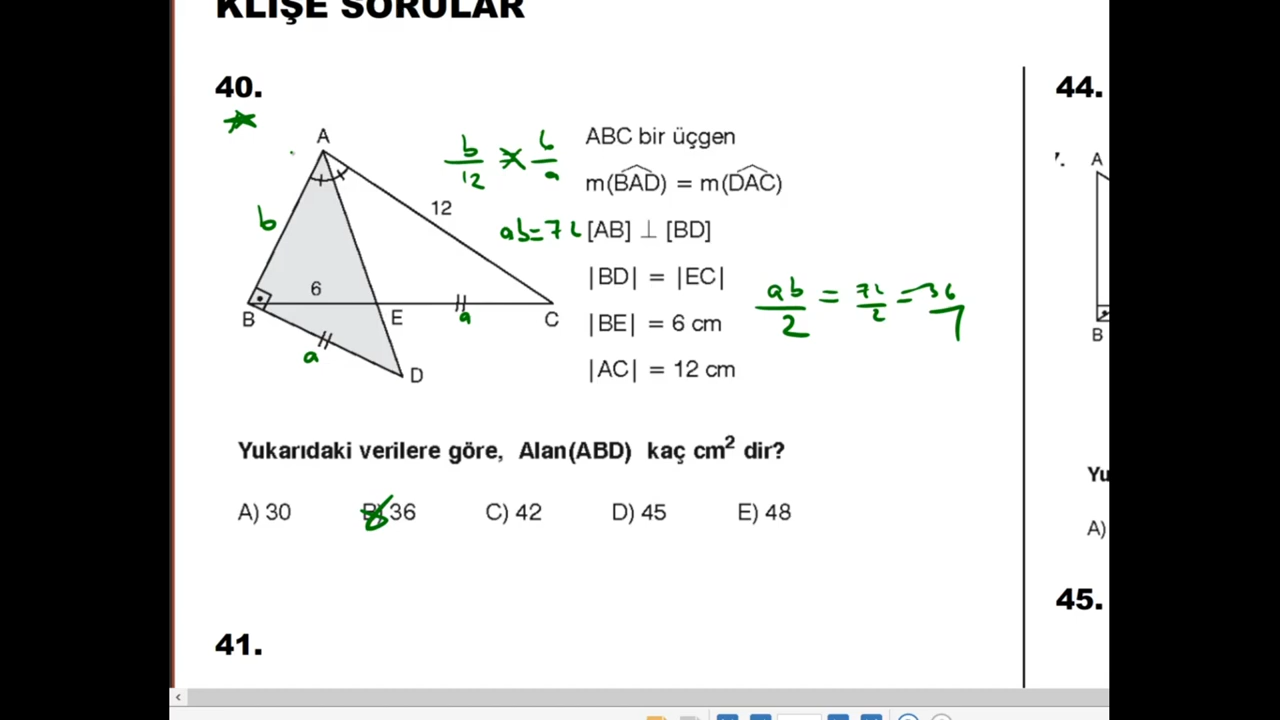 KLİŞE SORULAR
40.
A
12
b
6
B
E
a
C
a
D
b/12 = 6/a
ab=72
ABC bir üçgen
m(BAD) = m(DAC)
[AB] ⊥ [BD]
|BD| = |EC|
|BE| = 6 cm
|AC| = 12 cm
ab/2 = 72/2 = 36
Yukarıdaki verilere göre, Alan(ABD) kaç cm² dir?
A) 30 B) 36 C) 42 D) 45 E) 48
41.
44.
A
B
Yu
A)
45.